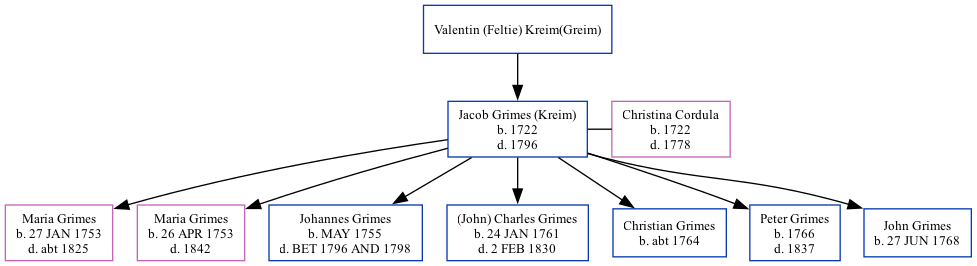 Valentin (Feltie) Kreim(Greim)
Jacob Grimes (Kreim)
b. 1722
d. 1796
Christina Cordula
b. 1722
d. 1778
Maria Grimes
b. 27 JAN 1753
d. abt 1825
Maria Grimes
b. 26 APR 1753
d. 1842
Johannes Grimes
b. MAY 1755
d. BET 1796 AND 1798
(John) Charles Grimes
b. 24 JAN 1761
d. 2 FEB 1830
Christian Grimes
b. abt 1764
Peter Grimes
b. 1766
d. 1837
John Grimes
b. 27 JUN 1768